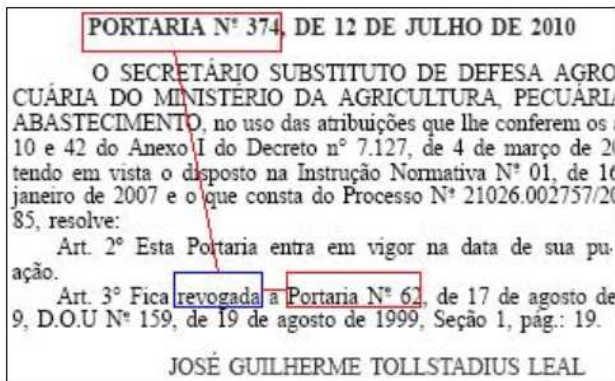 PORTARIA Nº 374, DE 12 DE JULHO DE 2010
O SECRETÁRIO SUBSTITUTO DE DEFESA AGRO
CUÁRIA DO MINISTÉRIO DA AGRICULTURA, PECUÁRIA
ABASTECIMENTO, no uso das atribuições que lhe conferem os
10 e 42 do Anexo I do Decreto nº 7.127, de 4 de março de 20
tendo em vista o disposto na Instrução Normativa Nº 01, de 16
janeiro de 2007 e o que consta do Processo Nº 21026.002757/20
85, resolve:
Art. 2º Esta Portaria entra em vigor na data de sua pu-
ação.
Art. 3º Fica revogada a Portaria Nº 62, de 17 de agosto de
9, D.O.U Nº 159, de 19 de agosto de 1999, Seção 1, pág.: 19.
JOSÉ GUILHERME TOLLSTADIUS LEAL